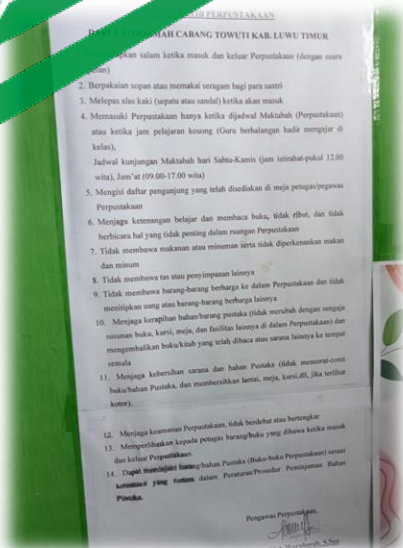 PERPUSTAKAAN
CABANG TOWUTI KAB. LUWU TIMUR
salam ketika masuk dan keluar Perpustakaan (dengan suara
2. Berpakaian sopan atau memakai seragam bagi para santri
3. Melepas alas kaki (sepatu atau sandal) ketika akan masuk
4. Memasuki Perpustakaan hanya ketika dijadwal Maktabah (Perpustakaan)
atau ketika jam pelajaran kosong (Guru berhalangan hadir mengajar di
kelas),
Jadwal kunjungan Maktabah hari Sabtu-Kamis (jam istirahat-pukul 12.00
wita), Jum'at (09.00-17.00 wita)
5. Mengisi daftar pengunjung yang telah disediakan di meja petugas/pegawas
Perpustakaan
6. Menjaga ketenangan belajar dan membaca buku, tidak ribut, dan tidak
berbicara hal yang tidak penting dalam ruangan Perpustakaan
7. Tidak membawa makanan atau minuman serta tidak diperkenankan makan
dan minum
8. Tidak membawa tas atau penyimpanan lainnya
9. Tidak membawa barang-barang berharga ke dalam Perpustakaan dan tidak
menitipkan uang atau barang-barang berharga lainnya
10. Menjaga kerapihan bahan/barang pustaka (tidak merubah dengan sengaja
susunan buku, kursi, meja, dan fasilitas lainnya di dalam Perpustakaan) dan
mengembalikan buku/kitab yang telah dibaca atau sarana lainnya ke tempat
semula
11. Menjaga kebersihan sarana dan bahan Pustaka (tidak mencorat-coret
buku/bahan Pustaka, dan membersihkan lantai, meja, kursi,dll, jika terlihat
kotor).
12. Menjaga keamanan Perpustakaan, tidak berdebat atau bertengkar
13. Memperlihatkan kepada petugas barang/buku yang dibawa ketika masuk
dan keluar Perpustakaan.
14. Dapat meminjam barang/bahan Pustaka (Buku-buku Perpustakaan) sesuai
ketentuan yang tertera dalam Peraturan/Prosedur Peminjaman Bahan
Pustaka.
Pengawas Perpustakaan,